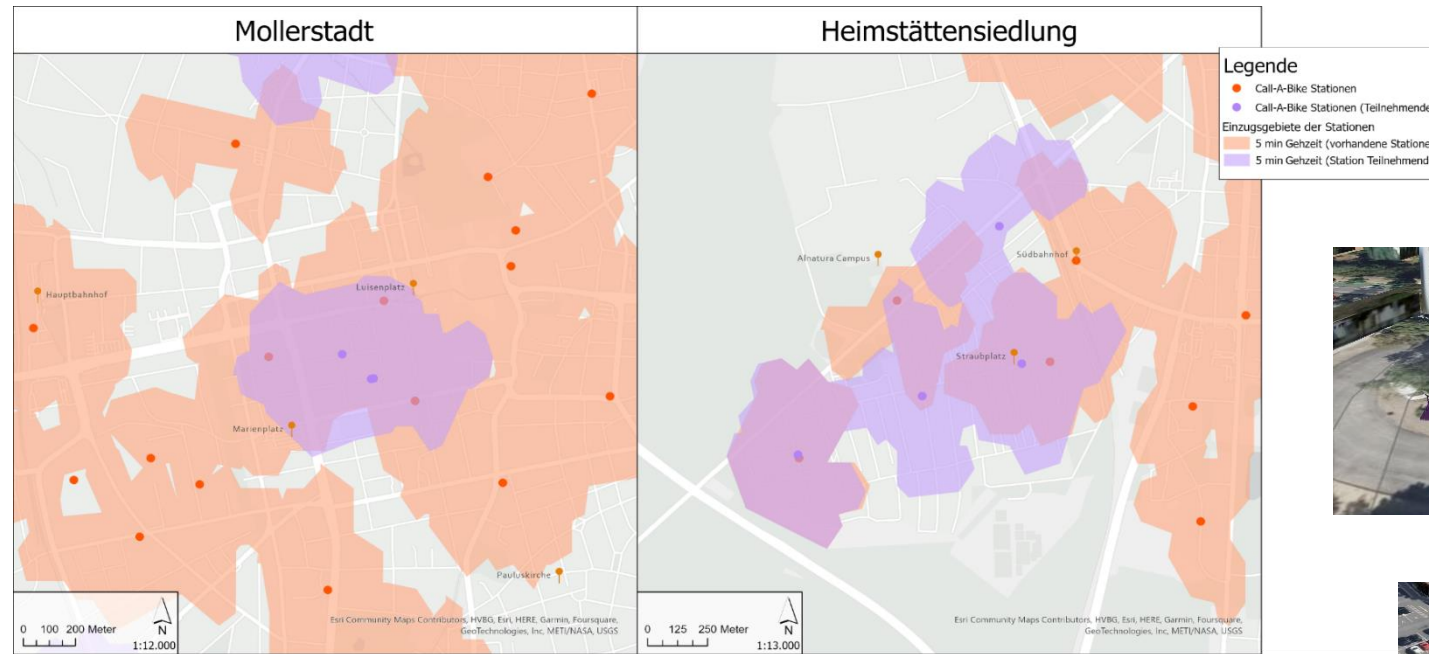 Mollerstadt
Heimstättensiedlung
Legende
Call-A-Bike Stationen
Call-A-Bike Stationen (Teilnehmende
Einzugsgebiete der Stationen
5 min Gehzeit (vorhandene Statione
5 min Gehzeit (Station Teilnehmend
Hauptbahnhof
Luisenplatz
Marienplatz
Pauluskirche
0 100 200 Meter
N
1:12.000
Esri Community Maps Contributors, HVBG, Esri, HERE, Garmin, Foursquare,
GeoTechnologies, Inc, METI/NASA, USGS
Alnatura Campus
Südbahnhof
Straubplatz
0 125 250 Meter
N
1:13.000
Esri Community Maps Contributors, HVBG, Esri, HERE, Garmin, Foursquare,
GeoTechnologies, Inc, METI/NASA, USGS